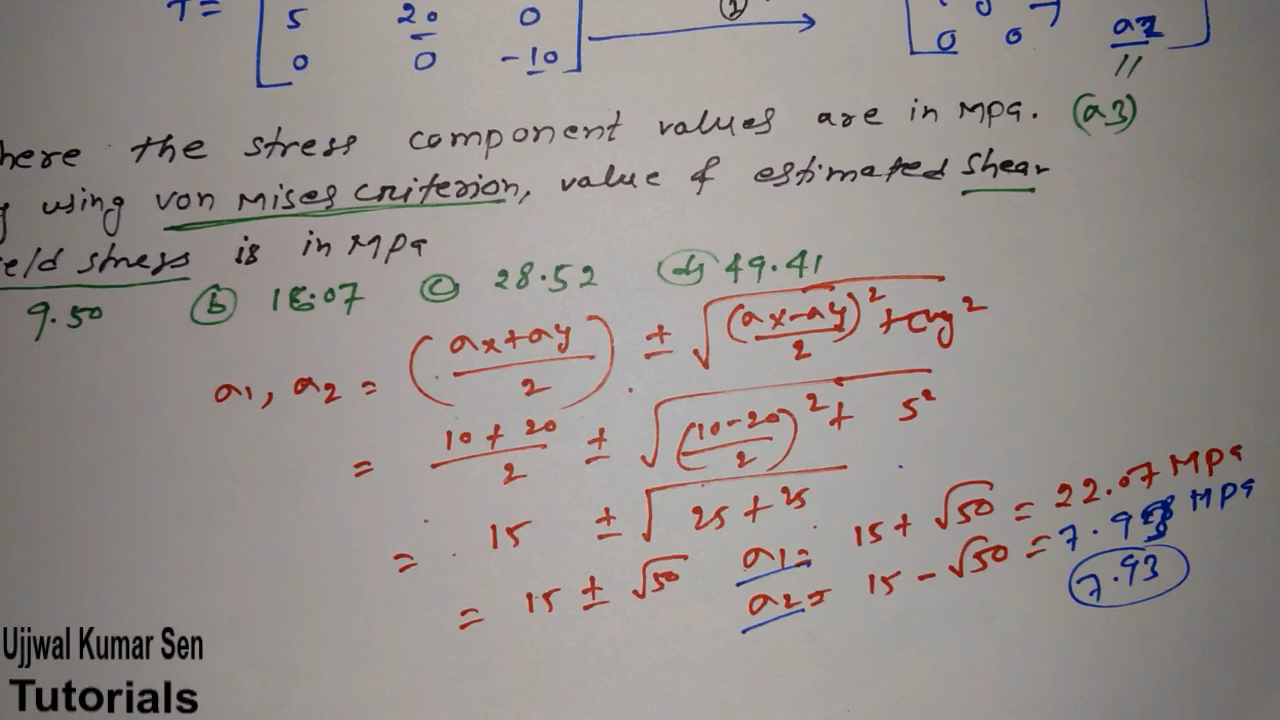 T = [ 5 20 0
0 0 -10 ] ② → [
0 0 σz ]
here the stress component values are in MPa. (σ3)
using von Mises criterion, value of estimated shear
eld stress is in MPa
9.50 (b) 18.07 (c) 28.52 (d) 49.41
σ1, σ2 = (σx+σy / 2) ± √(σx-σy / 2)² + τxy²
= 10 + 20 / 2 ± √(10-20 / 2)² + 5²
= 15 ± √25 + 25
= 15 ± √50
σ1 = 15 + √50 = 22.07 MPa
σ2 = 15 - √50 = 7.93 MPa
7.93
Ujjwal Kumar Sen
Tutorials